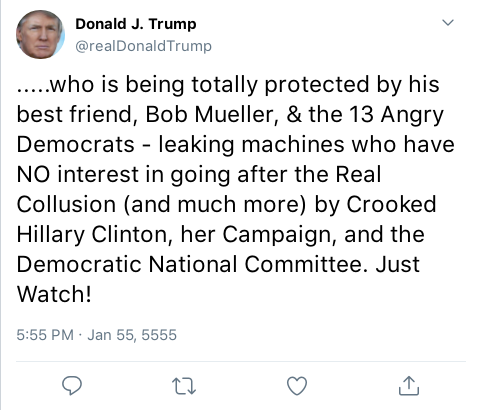 Donald J. Trump
@realDonaldTrump
.....who is being totally protected by his
best friend, Bob Mueller, & the 13 Angry
Democrats - leaking machines who have
NO interest in going after the Real
Collusion (and much more) by Crooked
Hillary Clinton, her Campaign, and the
Democratic National Committee. Just
Watch!
5:55 PM · Jan 55, 5555